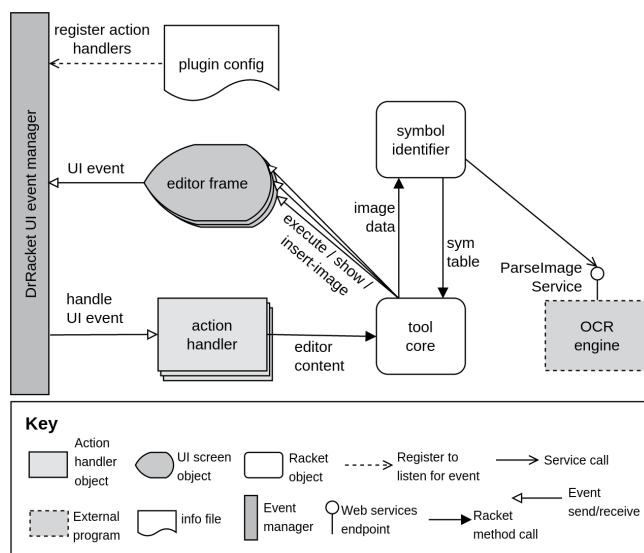 register action
handlers
plugin config
DrRacket UI event manager
UI event
editor frame
symbol
identifier
execute / show /
insert-image
image
data
sym
table
ParseImage
Service
handle
UI event
action
handler
editor
content
tool
core
OCR
engine
Key
Action
handler
object
UI screen
object
Racket
object
Register to
listen for event
Service call
External
program
info file
Event
manager
Web services
endpoint
Racket
method call
Event
send/receive